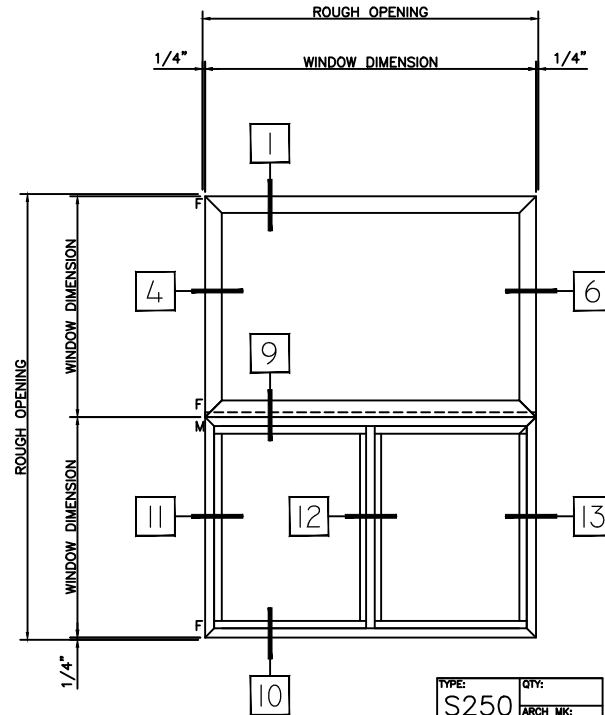 ROUGH OPENING
1/4"
WINDOW DIMENSION
1/4"
1
F
WINDOW DIMENSION
4
6
ROUGH OPENING
9
F
M
WINDOW DIMENSION
11
12
13
F
1/4"
10
TYPE:
QTY:
S250
ARCH MK: